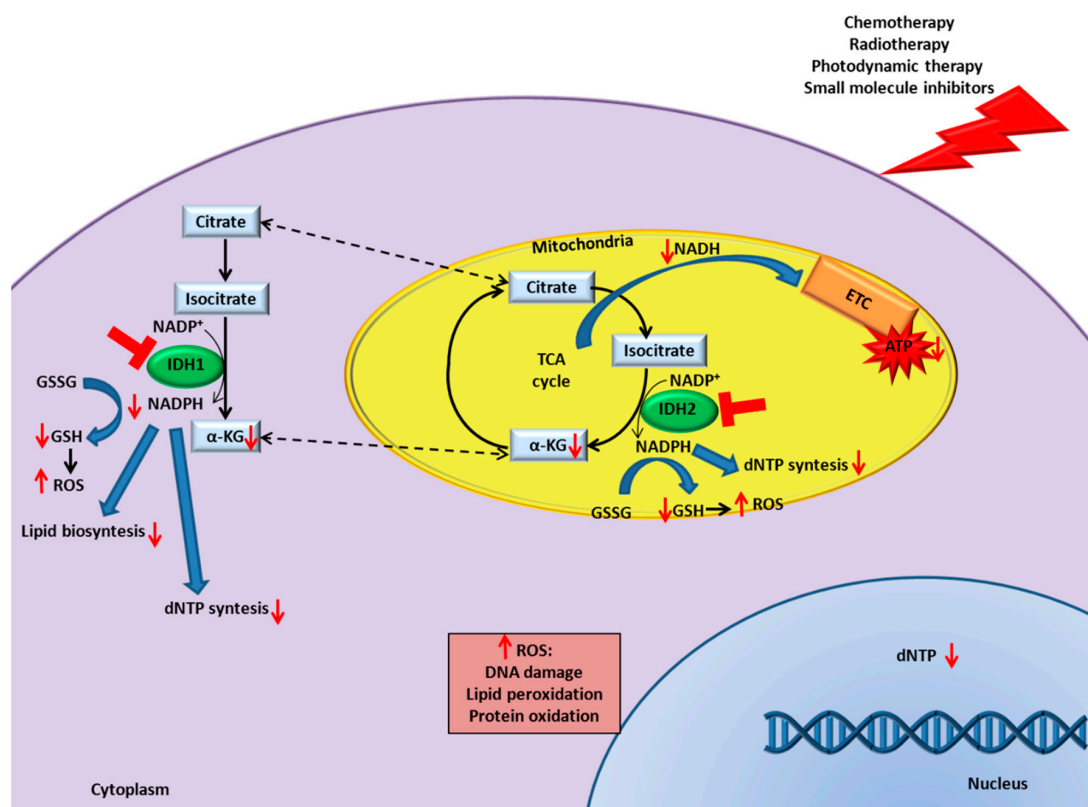 Chemotherapy
Radiotherapy
Photodynamic therapy
Small molecule inhibitors
Citrate
Isocitrate
NADP⁺
IDH1
GSSG
NADPH
GSH
α-KG
ROS
Lipid biosyntesis
dNTP syntesis
Mitochondria
NADH
Citrate
ETC
ATP
Isocitrate
TCA
cycle
NADP⁺
IDH2
α-KG
NADPH
dNTP syntesis
GSSG
GSH
ROS
ROS:
DNA damage
Lipid peroxidation
Protein oxidation
dNTP
Nucleus
Cytoplasm